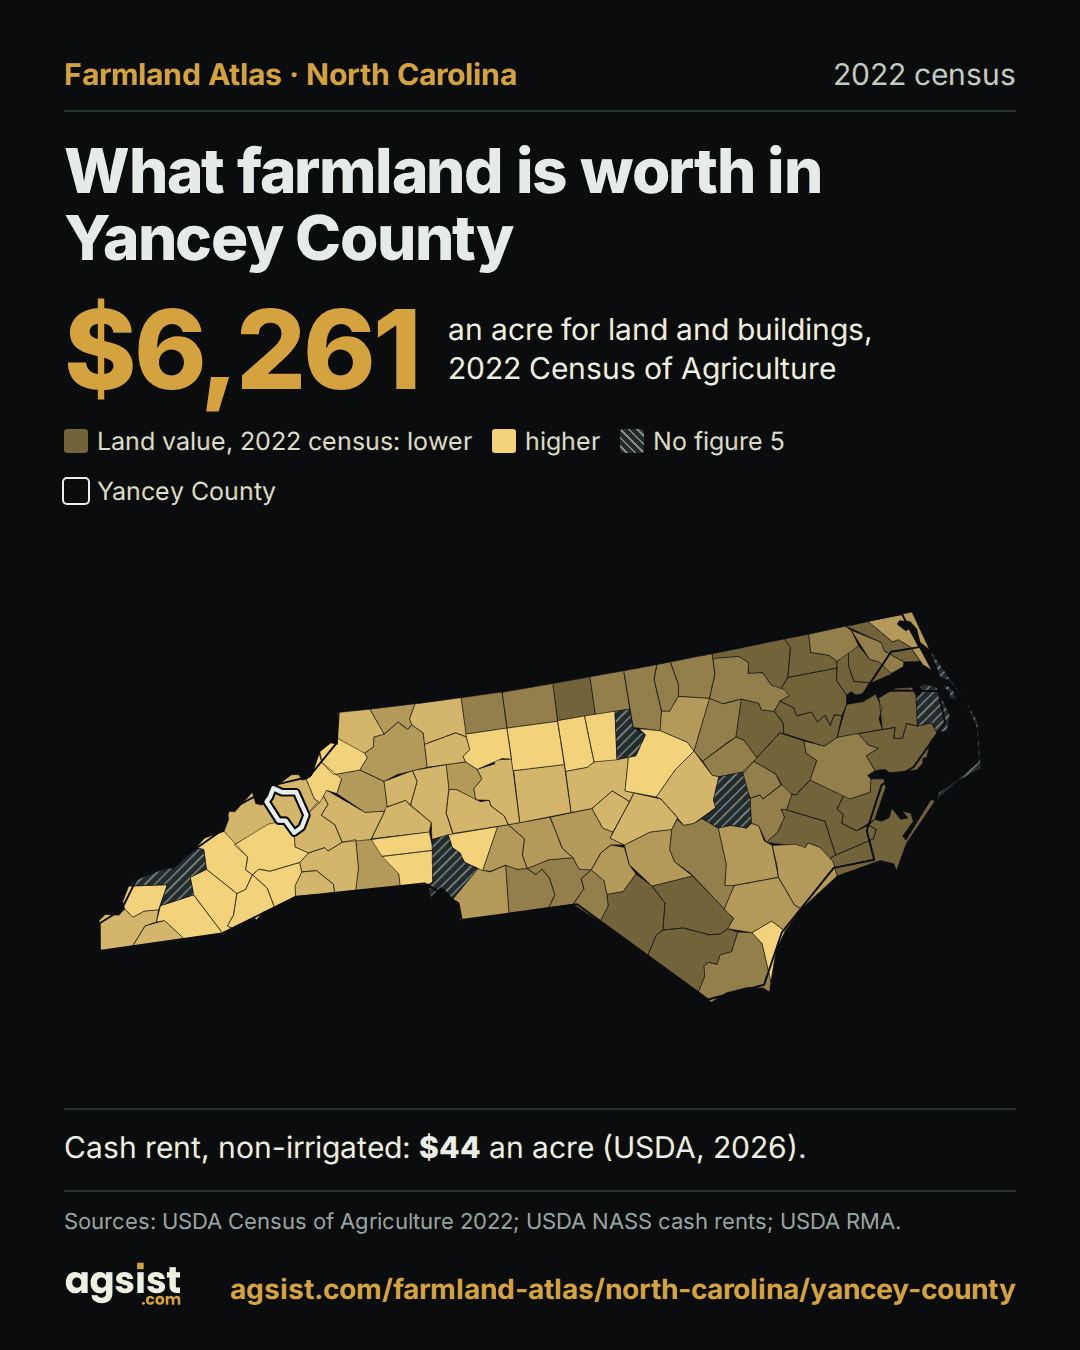 Farmland Atlas · North Carolina
2022 census
What farmland is worth in
Yancey County
$6,261
an acre for land and buildings,
2022 Census of Agriculture
Land value, 2022 census: lower
higher
No figure 5
Yancey County
Cash rent, non-irrigated: $44 an acre (USDA, 2026).
Sources: USDA Census of Agriculture 2022; USDA NASS cash rents; USDA RMA.
agsist
.com
agsist.com/farmland-atlas/north-carolina/yancey-county